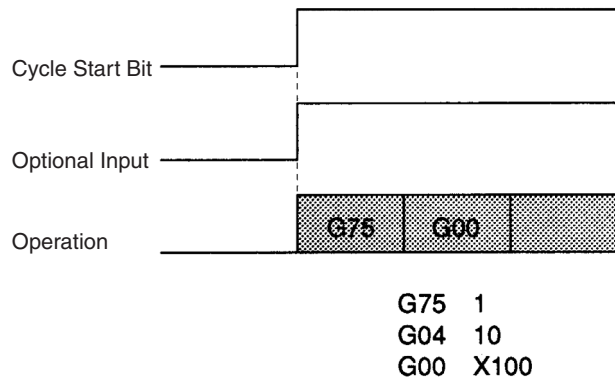 Cycle Start Bit
Optional Input
Operation
G75 G00
G75 1
G04 10
G00 X100